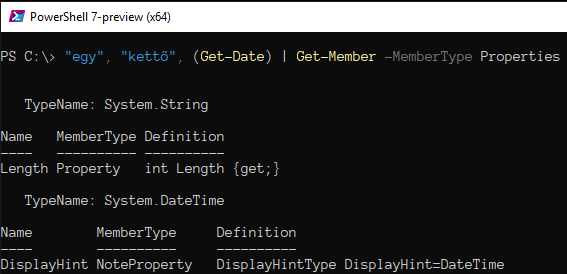 PowerShell 7-preview (x64)
PS C:\> "egy", "kettő", (Get-Date) | Get-Member -MemberType Properties
TypeName: System.String
Name MemberType Definition
---- ---------- ----------
Length Property int Length {get;}
TypeName: System.DateTime
Name MemberType Definition
---- ---------- ----------
DisplayHint NoteProperty DisplayHintType DisplayHint=DateTime